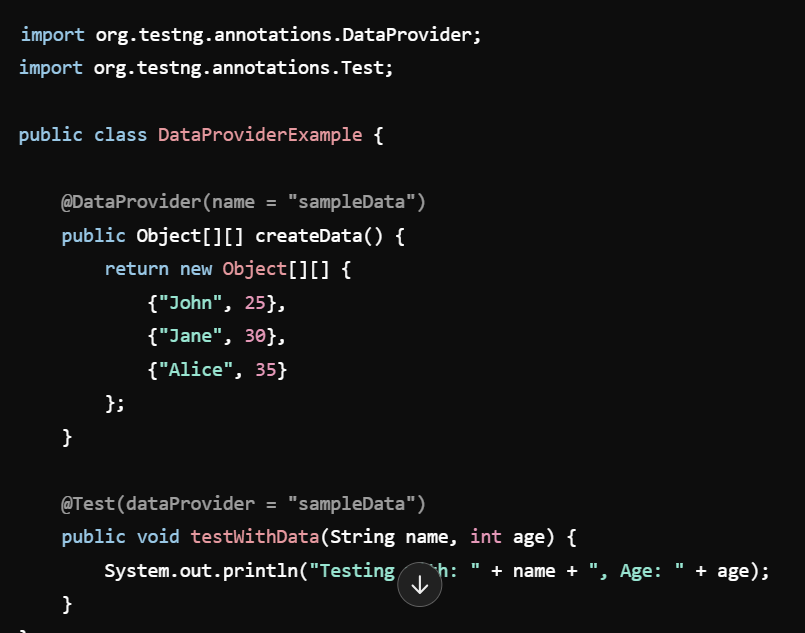 import org.testng.annotations.DataProvider;
import org.testng.annotations.Test;
public class DataProviderExample {
@DataProvider(name = "sampleData")
public Object[][] createData() {
return new Object[][] {
{"John", 25},
{"Jane", 30},
{"Alice", 35}
};
}
@Test(dataProvider = "sampleData")
public void testWithData(String name, int age) {
System.out.println("Testing : " + name + ", Age: " + age);
}